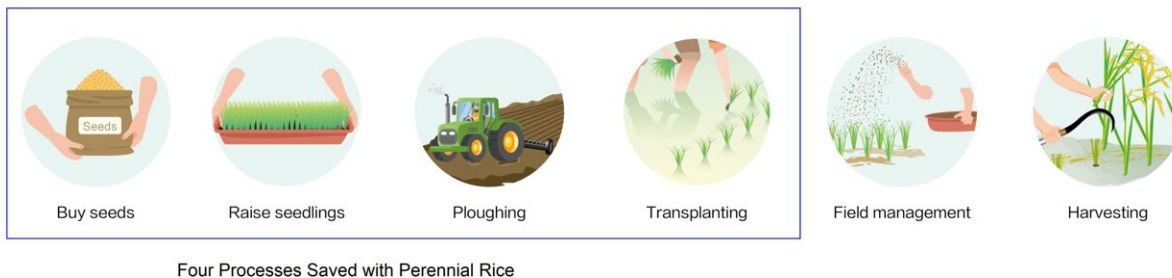 Seeds
Buy seeds
Raise seedlings
Ploughing
Transplanting
Field management
Harvesting
Four Processes Saved with Perennial Rice